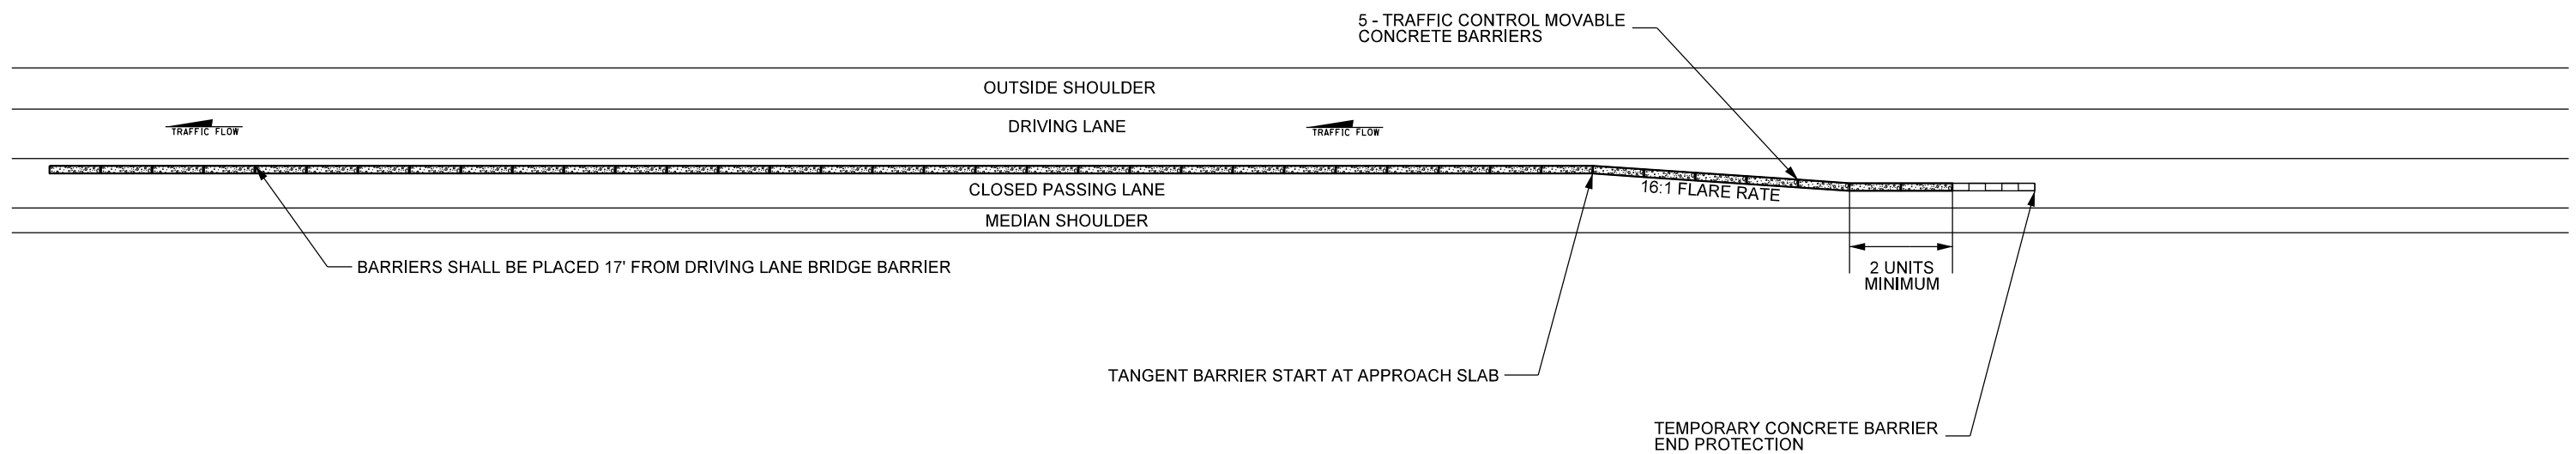 5 - TRAFFIC CONTROL MOVABLE
CONCRETE BARRIERS
OUTSIDE SHOULDER
DRIVING LANE
TRAFFIC FLOW
TRAFFIC FLOW
CLOSED PASSING LANE
16:1 FLARE RATE
MEDIAN SHOULDER
BARRIERS SHALL BE PLACED 17' FROM DRIVING LANE BRIDGE BARRIER
2 UNITS
MINIMUM
TANGENT BARRIER START AT APPROACH SLAB
TEMPORARY CONCRETE BARRIER
END PROTECTION